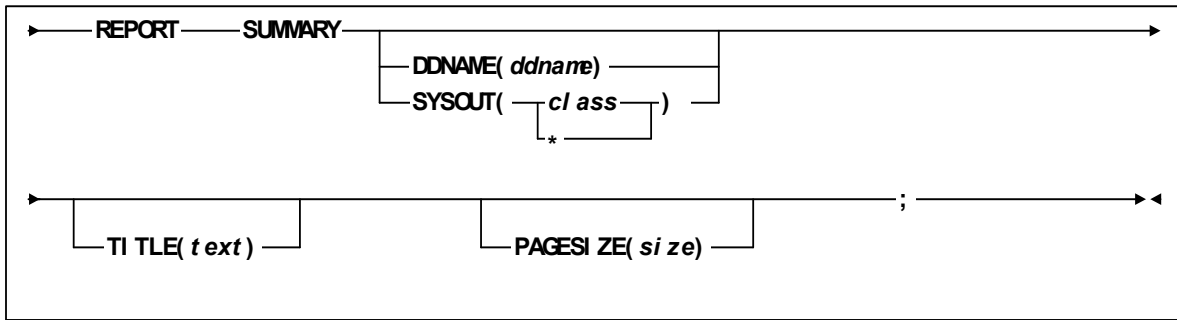 REPORT SUMMARY
DDNAME(ddname)
SYSOUT( class )
*
;
TITLE(text)
PAGESIZE(size)